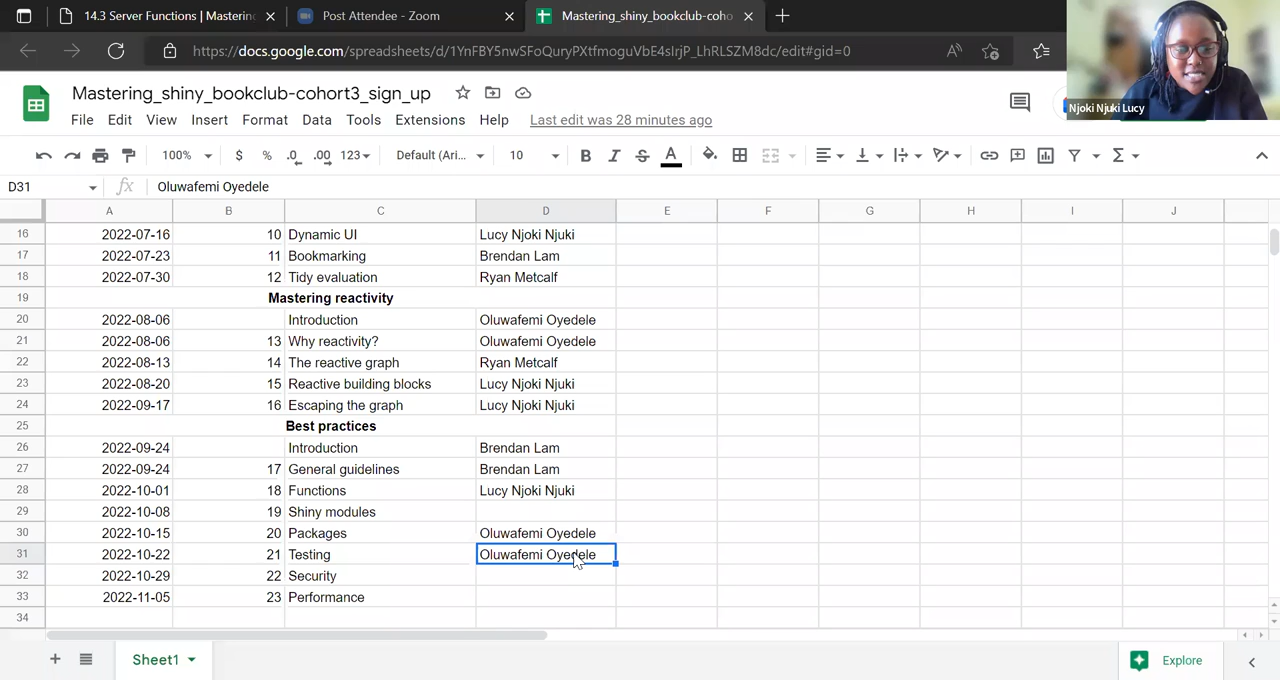 14.3 Server Functions | Masterin
Post Attendee - Zoom
Mastering_shiny_bookclub-coho
https://docs.google.com/spreadsheets/d/1YnFBY5nwSFoQuryPXtfmoguVbE4sIrjP_LhRLSZM8dc/edit#gid=0
Njoki Njuki Lucy
Mastering_shiny_bookclub-cohort3_sign_up
File Edit View Insert Format Data Tools Extensions Help Last edit was 28 minutes ago
100% $ % .0 .00 123 Default (Ari... 10 B I S A
D31 fx Oluwafemi Oyedele
A B C D E F G H I J
16 2022-07-16 10 Dynamic UI Lucy Njoki Njuki
17 2022-07-23 11 Bookmarking Brendan Lam
18 2022-07-30 12 Tidy evaluation Ryan Metcalf
19 Mastering reactivity
20 2022-08-06 Introduction Oluwafemi Oyedele
21 2022-08-06 13 Why reactivity? Oluwafemi Oyedele
22 2022-08-13 14 The reactive graph Ryan Metcalf
23 2022-08-20 15 Reactive building blocks Lucy Njoki Njuki
24 2022-09-17 16 Escaping the graph Lucy Njoki Njuki
25 Best practices
26 2022-09-24 Introduction Brendan Lam
27 2022-09-24 17 General guidelines Brendan Lam
28 2022-10-01 18 Functions Lucy Njoki Njuki
29 2022-10-08 19 Shiny modules
30 2022-10-15 20 Packages Oluwafemi Oyedele
31 2022-10-22 21 Testing Oluwafemi Oyedele
32 2022-10-29 22 Security
33 2022-11-05 23 Performance
34
Sheet1 Explore